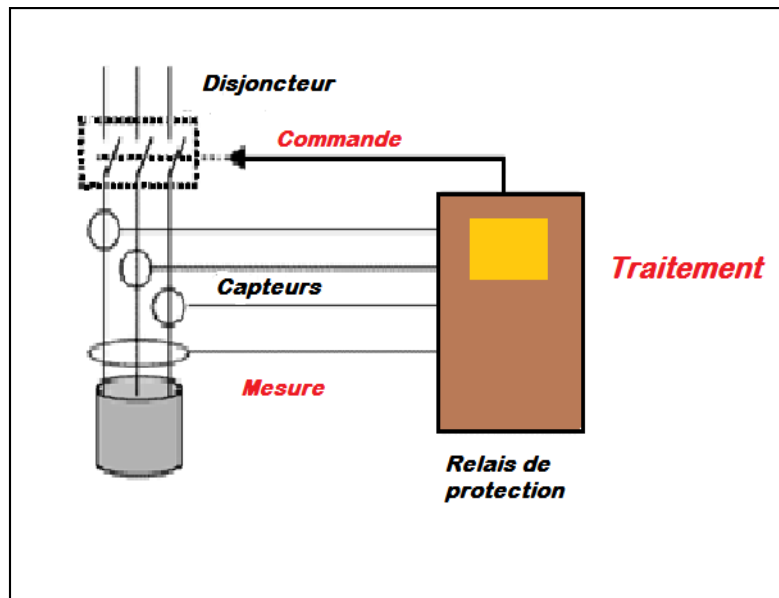 Disjoncteur
Commande
Traitement
Capteurs
Mesure
Relais de
protection